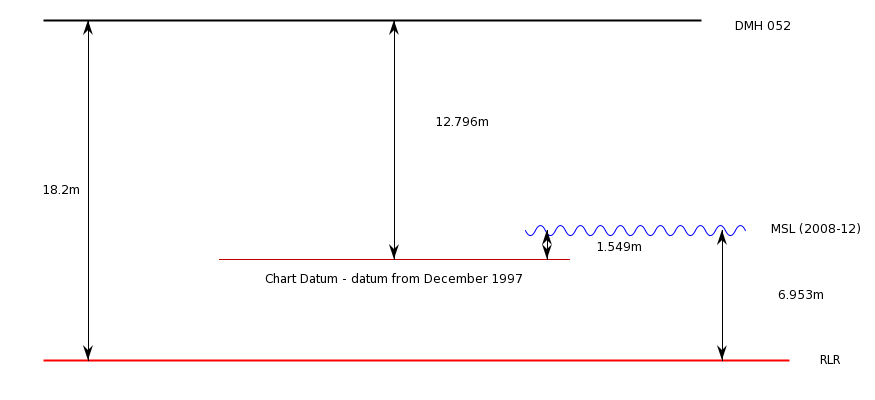 DMH 052
12.796m
18.2m
MSL (2008-12)
1.549m
Chart Datum - datum from December 1997
6.953m
RLR